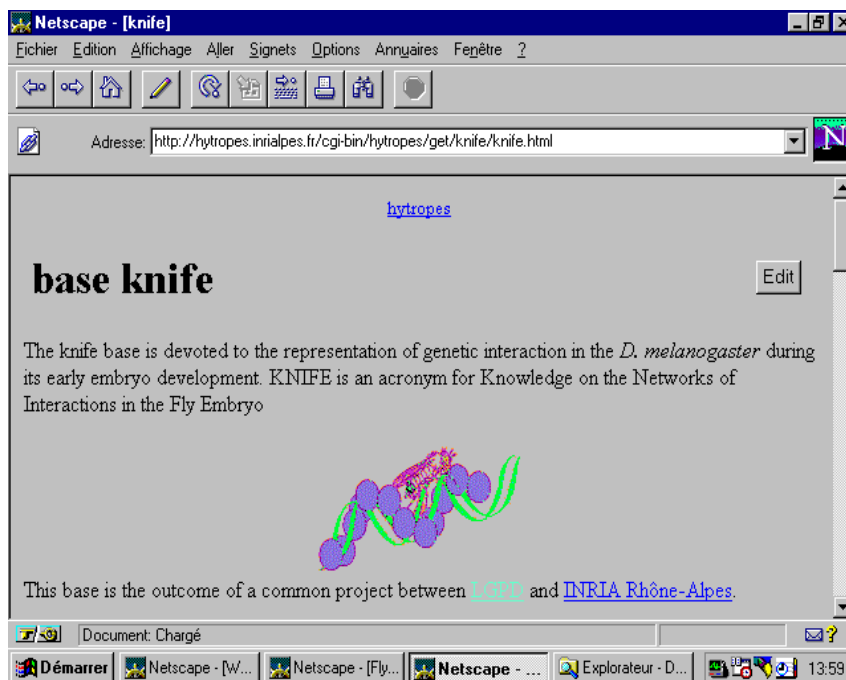 Netscape - [knife]
Fichier Edition Affichage Aller Signets Options Annuaires Fenêtre ?
Adresse: http://hytropes.inrialpes.fr/cgi-bin/hytropes/get/knife/knife.html
N
hytropes
base knife
Edit
The knife base is devoted to the representation of genetic interaction in the D. melanogaster during
its early embryo development. KNIFE is an acronym for Knowledge on the Networks of
Interactions in the Fly Embryo
This base is the outcome of a common project between LGPD and INRIA Rhône-Alpes.
Document: Chargé
Démarrer Netscape - [W... Netscape - [Fly... Netscape - ... Explorateur - D... 13:59